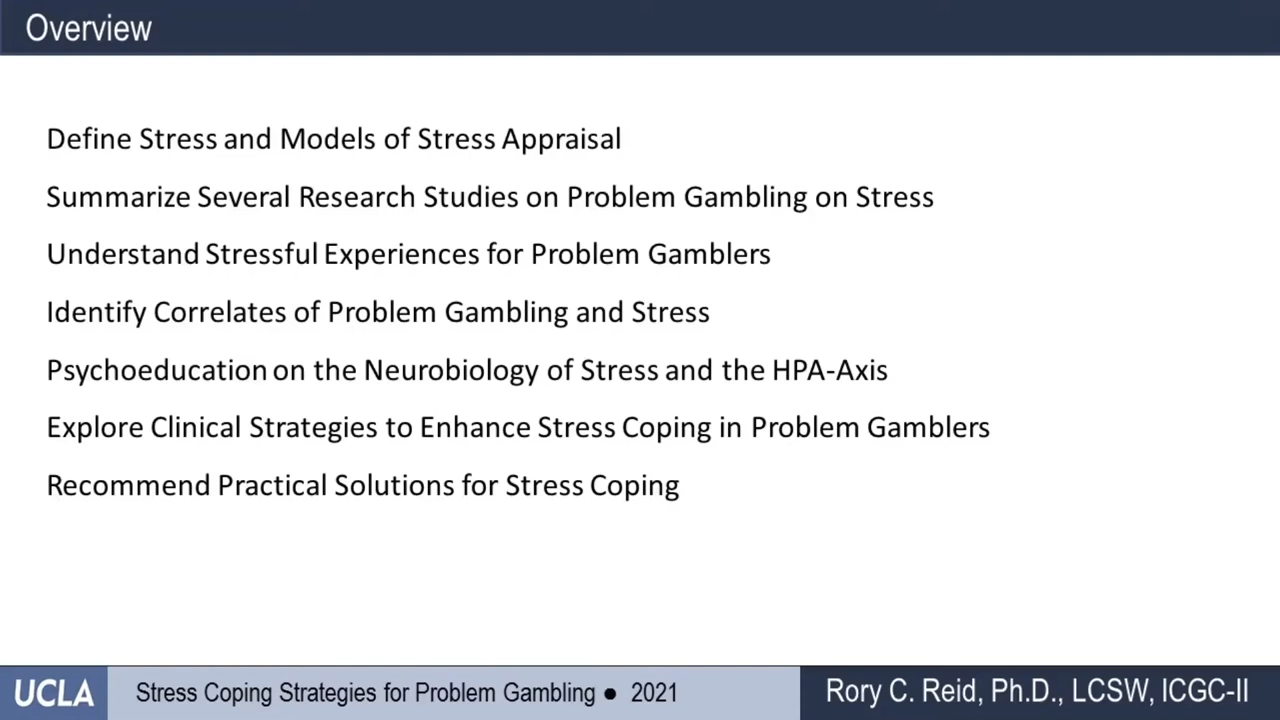 Overview
Define Stress and Models of Stress Appraisal
Summarize Several Research Studies on Problem Gambling on Stress
Understand Stressful Experiences for Problem Gamblers
Identify Correlates of Problem Gambling and Stress
Psychoeducation on the Neurobiology of Stress and the HPA-Axis
Explore Clinical Strategies to Enhance Stress Coping in Problem Gamblers
Recommend Practical Solutions for Stress Coping
UCLA
Stress Coping Strategies for Problem Gambling ● 2021
Rory C. Reid, Ph.D., LCSW, ICGC-II